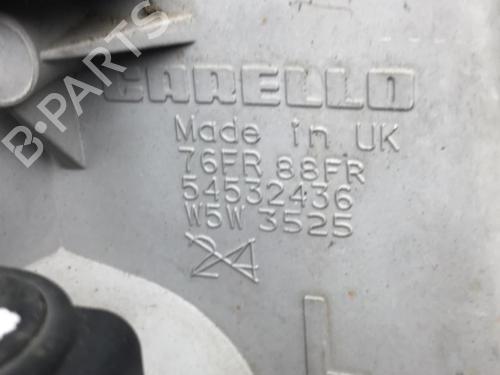 B-PARTS
CARELLO
Made in UK
76FR 88FR
54532436
W5W 3525
24